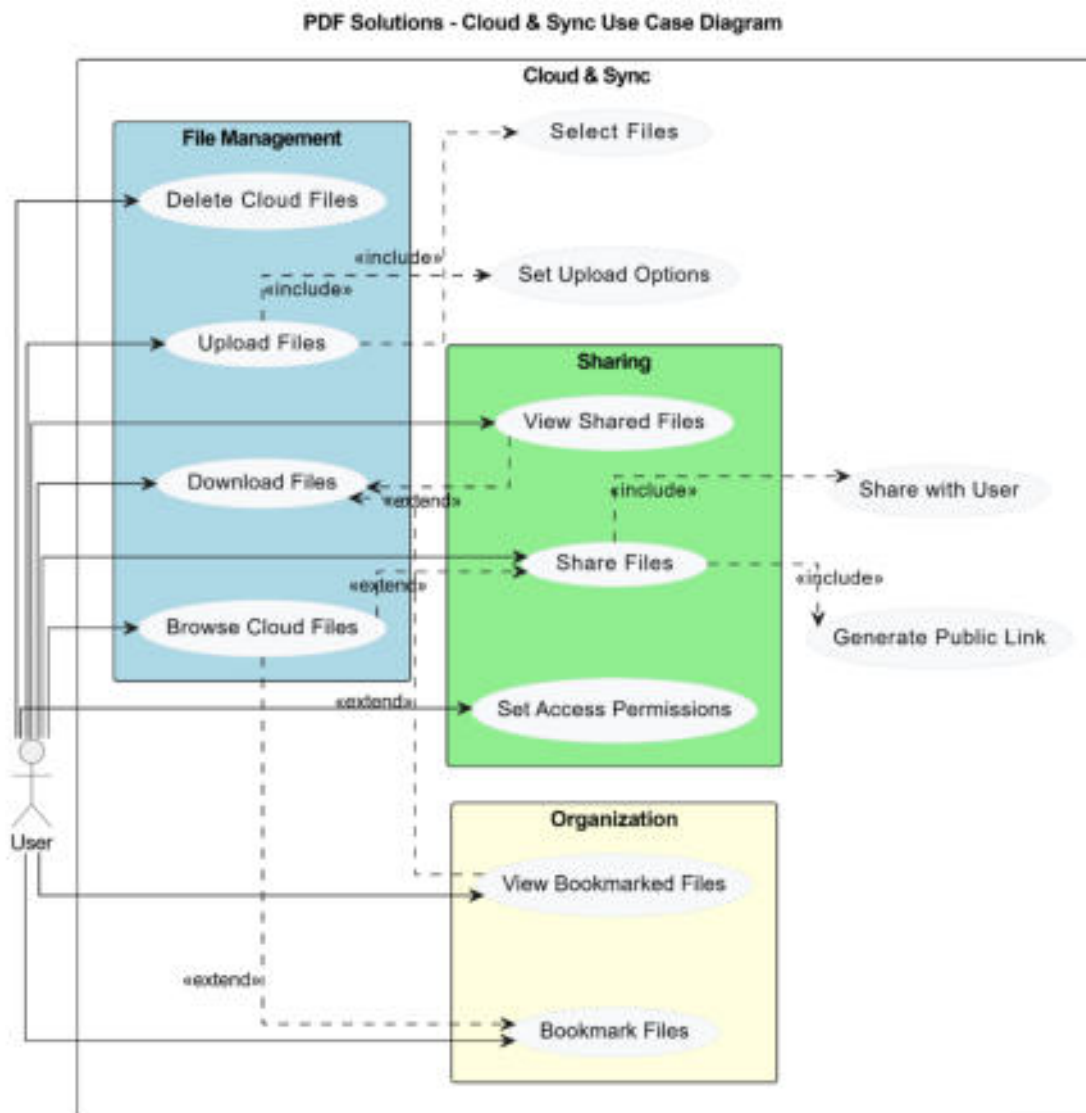 PDF Solutions - Cloud & Sync Use Case Diagram
Cloud & Sync
File Management
Select Files
Delete Cloud Files
«include»
Set Upload Options
«include»
Upload Files
Sharing
View Shared Files
Download Files
«extend»
«include»
Share with User
Share Files
«extend»
«include»
Browse Cloud Files
Generate Public Link
«extend»
Set Access Permissions
User
Organization
View Bookmarked Files
«extend»
Bookmark Files